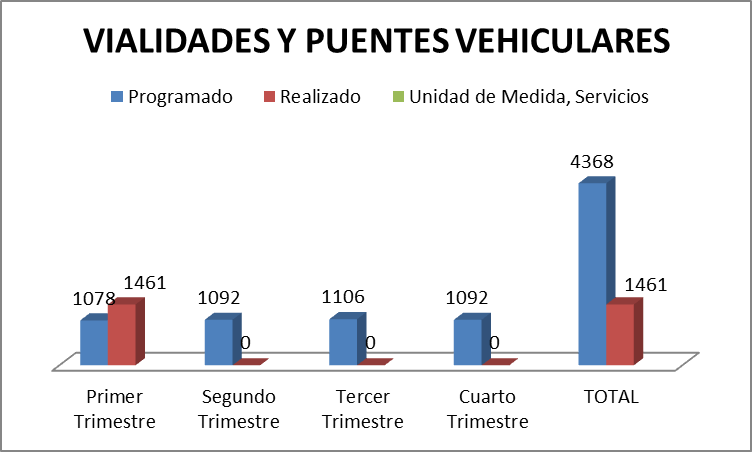 VIALIDADES Y PUENTES VEHICULARES
Programado Realizado Unidad de Medida, Servicios
4368
1461 1461
1078 1092 1106 1092
0 0 0
Primer Segundo Tercer Cuarto TOTAL
Trimestre Trimestre Trimestre Trimestre